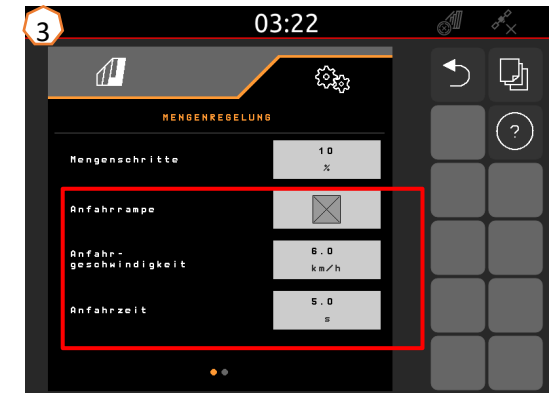 3
03:22
MENGENREGELUNG
Mengenschritte
10
%
Anfahrrampe
Anfahr-
geschwindigkeit
6.0
km/h
Anfahrzeit
5.0
s
?